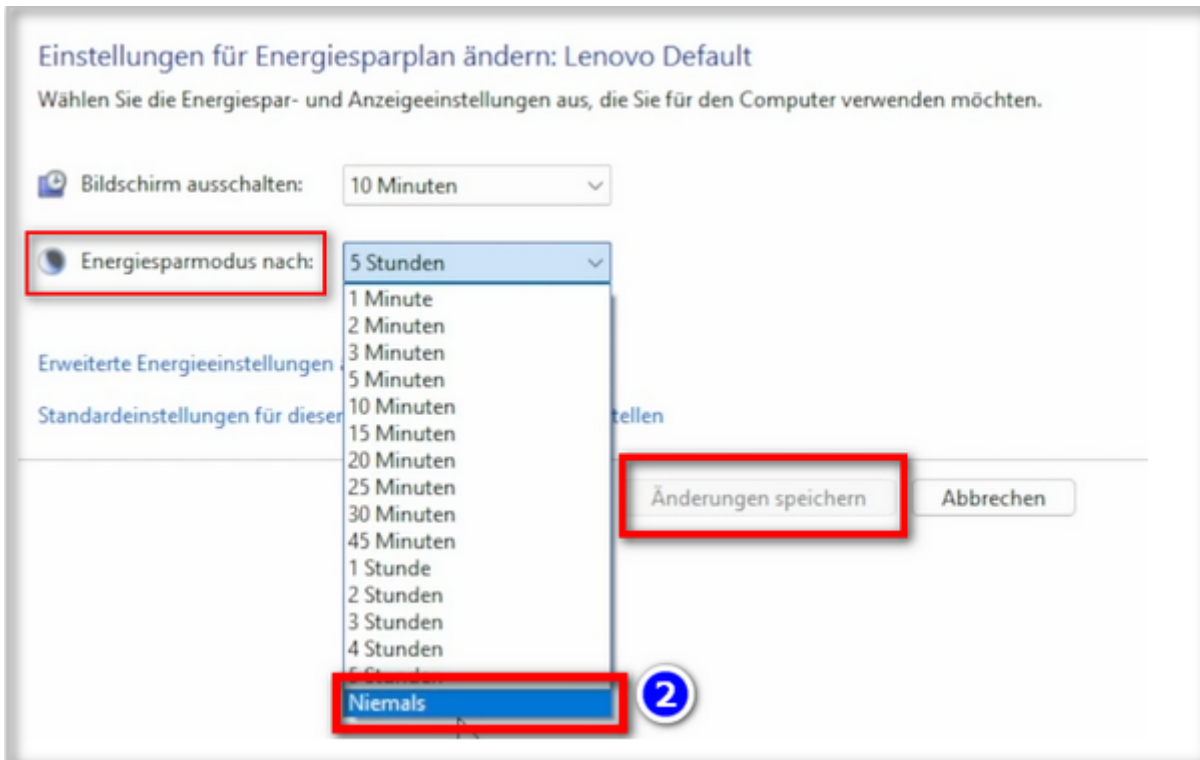 Einstellungen für Energiesparplan ändern: Lenovo Default
Wählen Sie die Energiespar- und Anzeigeeinstellungen aus, die Sie für den Computer verwenden möchten.
Bildschirm ausschalten: 10 Minuten
Energiesparmodus nach: 5 Stunden
1 Minute
2 Minuten
Erweiterte Energieeinstellungen 3 Minuten
5 Minuten
Standardeinstellungen für 10 Minuten
15 Minuten
20 Minuten
25 Minuten
Änderungen speichern Abbrechen
30 Minuten
45 Minuten
1 Stunde
2 Stunden
3 Stunden
4 Stunden
5 Stunden
Niemals 2